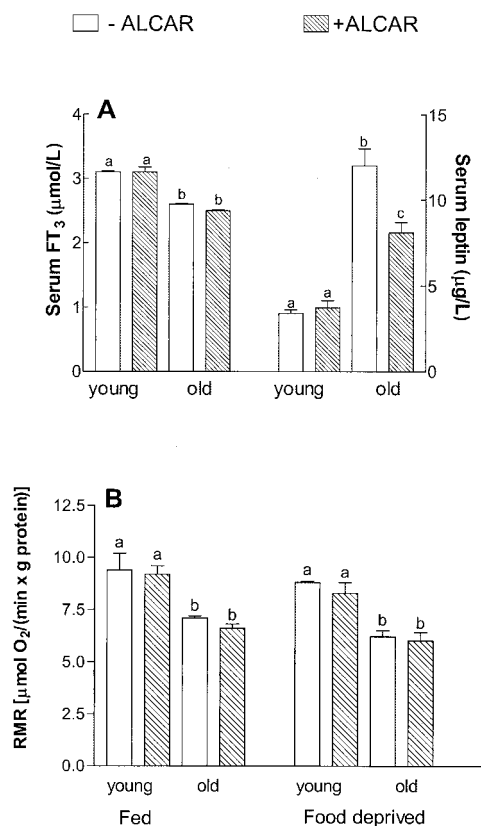 - ALCAR +ALCAR
A
Serum FT3 (μmol/L)
4
3
2
1
0
a a b b
a a b c
15
10
5
0
Serum leptin (μg/L)
young old young old
B
RMR [μmol O2/(min x g protein)]
12.5
10.0
7.5
5.0
2.5
0.0
a a b b
a a b b
young old young old
Fed Food deprived